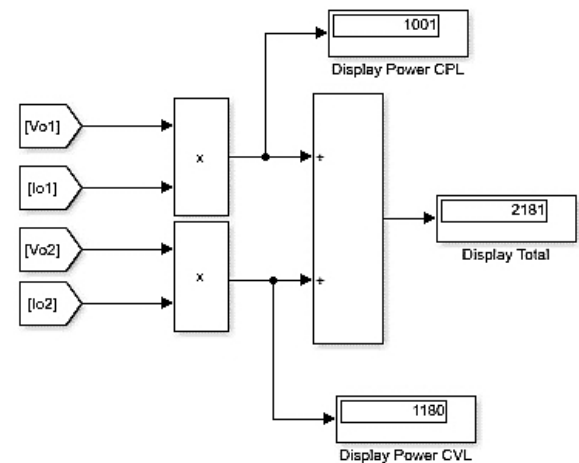 1001
Display Power CPL
[Vo1]
x
[Io1]
+
2181
Display Total
[Vo2]
x
+
[Io2]
1180
Display Power CVL